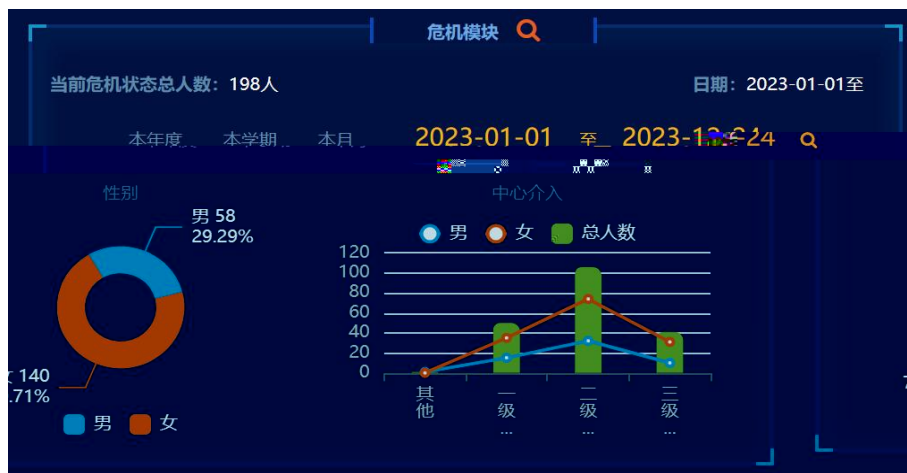 危机模块
当前危机状态总人数：198人
日期：2023-01-01至
本年度 本学期 本月 2023-01-01 至
性别
中心介入
男 58
29.29%
男 女 总人数
120
100
80
60
40
20
0
140
.71%
其他 一级... 二级... 三级...
男 女